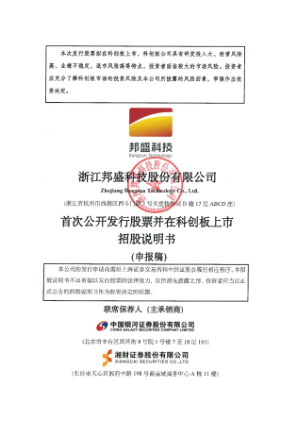 本次发行股票拟在科创板上市，科创板公司具有研发投入大、经营风险
高、业绩不稳定、退市风险高等特点，投资者面临较大的市场风险。投资者
应充分了解科创板市场的投资风险及本公司所披露的风险因素，审慎作出投
资决定。
邦盛科技
Bangsun Technology
浙江邦盛科技股份有限公司
Zhejiang Bangsun Technology Co., Ltd.
（浙江省杭州市西湖区西斗门路 号天堂软件园 D 幢 17 层 ABCD 座）
首次公开发行股票并在科创板上市
招股说明书
（申报稿）
本公司的发行申请尚需经上海证券交易所和中国证监会履行相应程序。本招
股说明书不具有据以发行股票的法律效力，仅供预先披露之用。投资者应当以正
式公告的招股说明书作为投资决定的依据。
联席保荐人（主承销商）
中国银河证券股份有限公司
CHINA GALAXY SECURITIES COMPANY LIMITED
（北京市丰台区西营街 8 号院 1 号楼 7 至 18 层 101）
湘财证券股份有限公司
XIANGCAI SECURITIES CO.,LTD
（长沙市天心区湘府中路 198 号新南城商务中心 A 栋 11 楼）